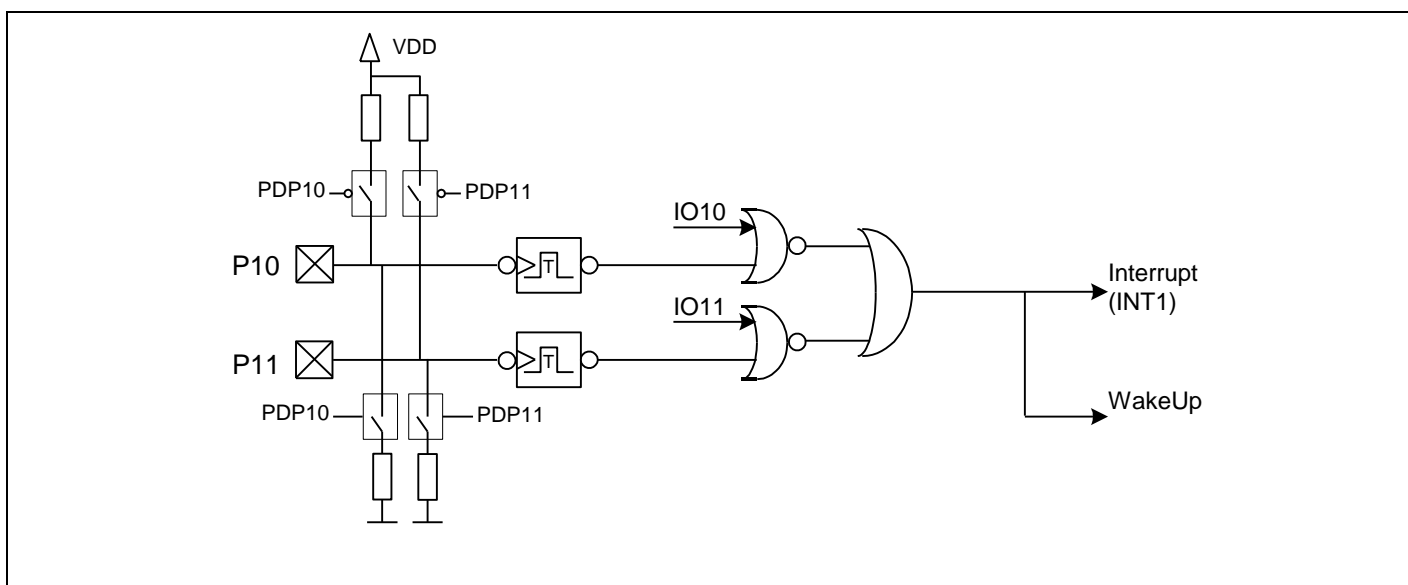 VDD
PDP10
PDP11
IO10
P10
T
Interrupt
(INT1)
IO11
P11
T
PDP10
PDP11
WakeUp